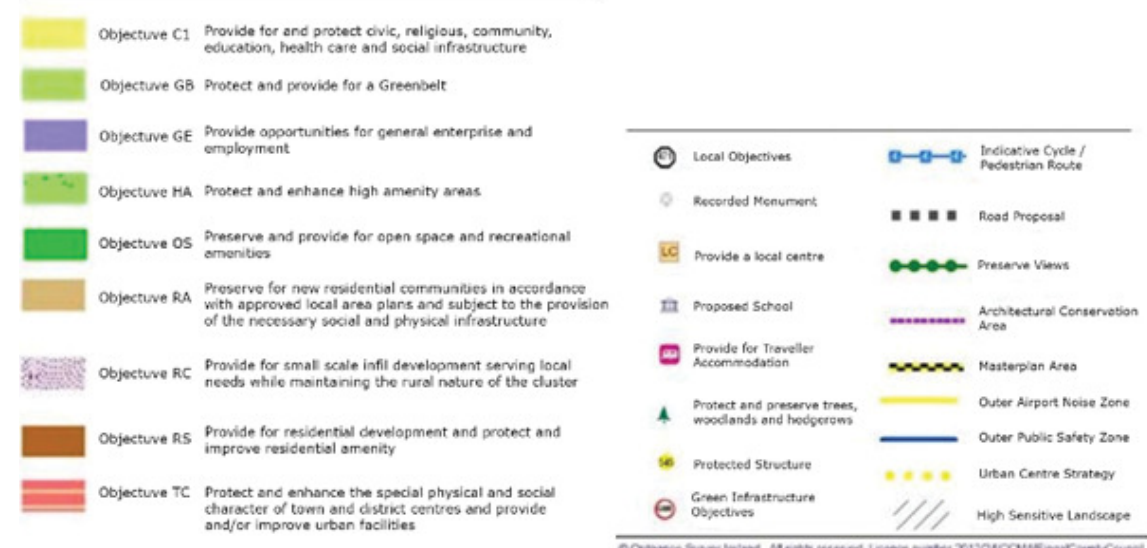 Objectuve C1 Provide for and protect civic, religious, community,
education, health care and social infrastructure
Objectuve GB Protect and provide for a Greenbelt
Objectuve GE Provide opportunities for general enterprise and
employment
Objectuve HA Protect and enhance high amenity areas
Objectuve OS Preserve and provide for open space and recreational
amenities
Objectuve RA Preserve for new residential communities in accordance
with approved local area plans and subject to the provision
of the necessary social and physical infrastructure
Objectuve RC Provide for small scale infil development serving local
needs while maintaining the rural nature of the cluster
Objectuve RS Provide for residential development and protect and
improve residential amenity
Objectuve TC Protect and enhance the special physical and social
character of town and district centres and provide
and/or improve urban facilities
Local Objectives
Recorded Monument
LC Provide a local centre
Proposed School
Provide for Traveller
Accommodation
Protect and preserve trees,
woodlands and hedgerows
Protected Structure
Green Infrastructure
Objectives
Indicative Cycle /
Pedestrian Route
Road Proposal
Preserve Views
Architectural Conservation
Area
Masterplan Area
Outer Airport Noise Zone
Outer Public Safety Zone
Urban Centre Strategy
High Sensitive Landscape